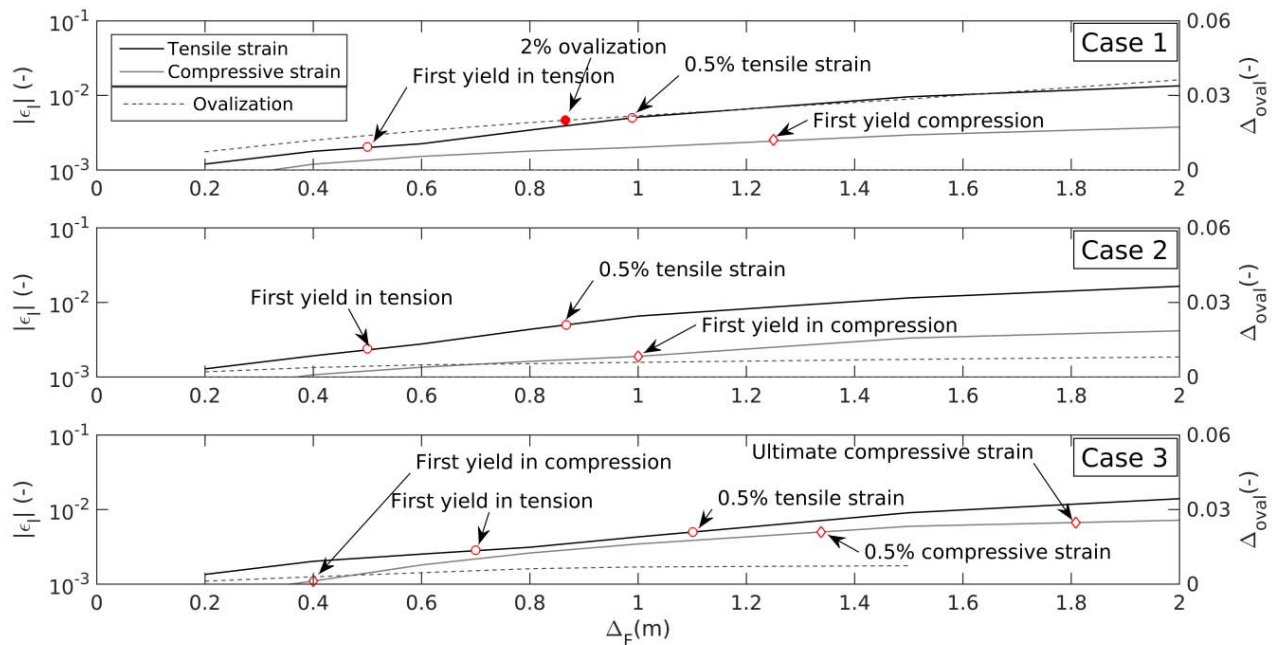 10^-1
10^-2
10^-3
|ϵ_l| (-)
Tensile strain
Compressive strain
Ovalization
First yield in tension
2% ovalization
0.5% tensile strain
First yield compression
Case 1
0.06
0.03
0
Δ_oval(-)
0 0.2 0.4 0.6 0.8 1 1.2 1.4 1.6 1.8 2
10^-1
10^-2
10^-3
|ϵ_l| (-)
First yield in tension
0.5% tensile strain
First yield in compression
Case 2
0.06
0.03
0
Δ_oval(-)
0 0.2 0.4 0.6 0.8 1 1.2 1.4 1.6 1.8 2
10^-1
10^-2
10^-3
|ϵ_l| (-)
First yield in compression
First yield in tension
0.5% tensile strain
Ultimate compressive strain
0.5% compressive strain
Case 3
0.06
0.03
0
Δ_oval(-)
0 0.2 0.4 0.6 0.8 1 1.2 1.4 1.6 1.8 2
Δ_F(m)